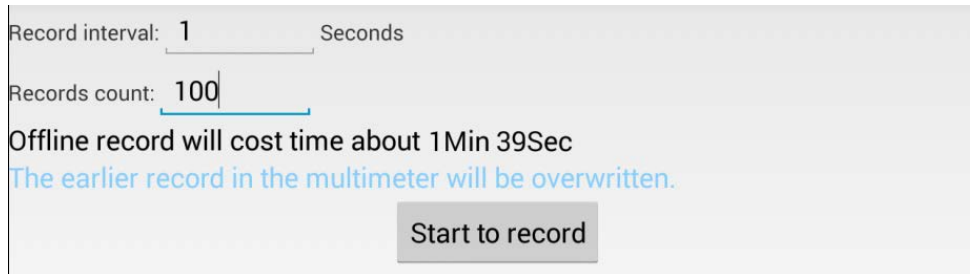 Record interval: 1 Seconds
Records count: 100
Offline record will cost time about 1Min 39Sec
The earlier record in the multimeter will be overwritten.
Start to record